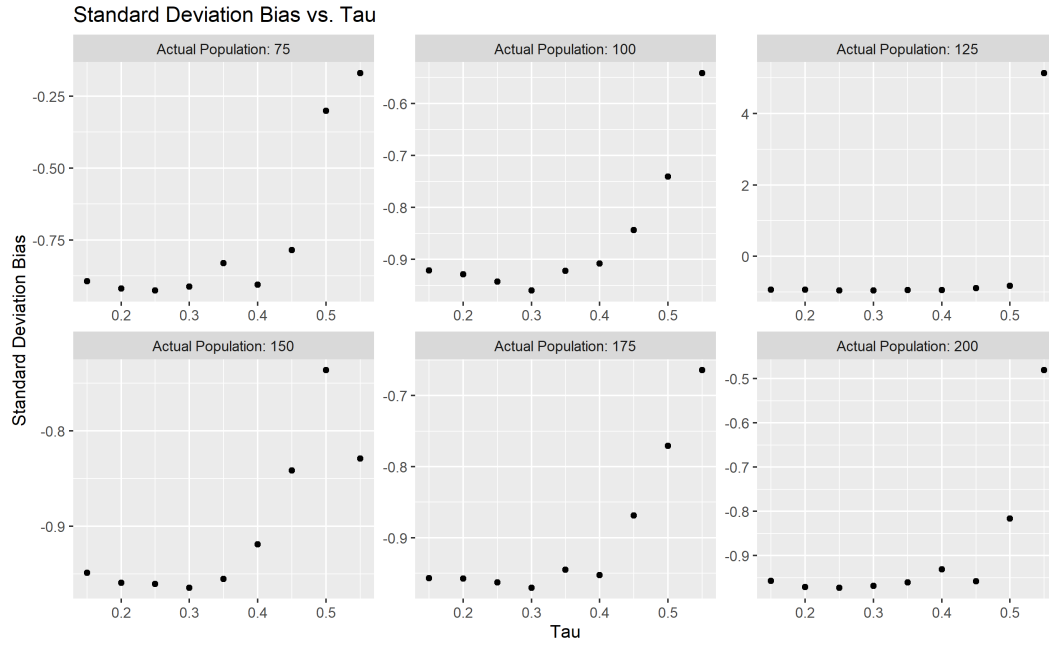 Standard Deviation Bias vs. Tau
Actual Population: 75
Actual Population: 100
Actual Population: 125
-0.25
-0.50
-0.75
-0.6
-0.7
-0.8
-0.9
4
2
0
0.2 0.3 0.4 0.5
0.2 0.3 0.4 0.5
0.2 0.3 0.4 0.5
Standard Deviation Bias
Actual Population: 150
Actual Population: 175
Actual Population: 200
-0.8
-0.9
-0.7
-0.8
-0.9
-0.5
-0.6
-0.7
-0.8
-0.9
0.2 0.3 0.4 0.5
0.2 0.3 0.4 0.5
0.2 0.3 0.4 0.5
Tau